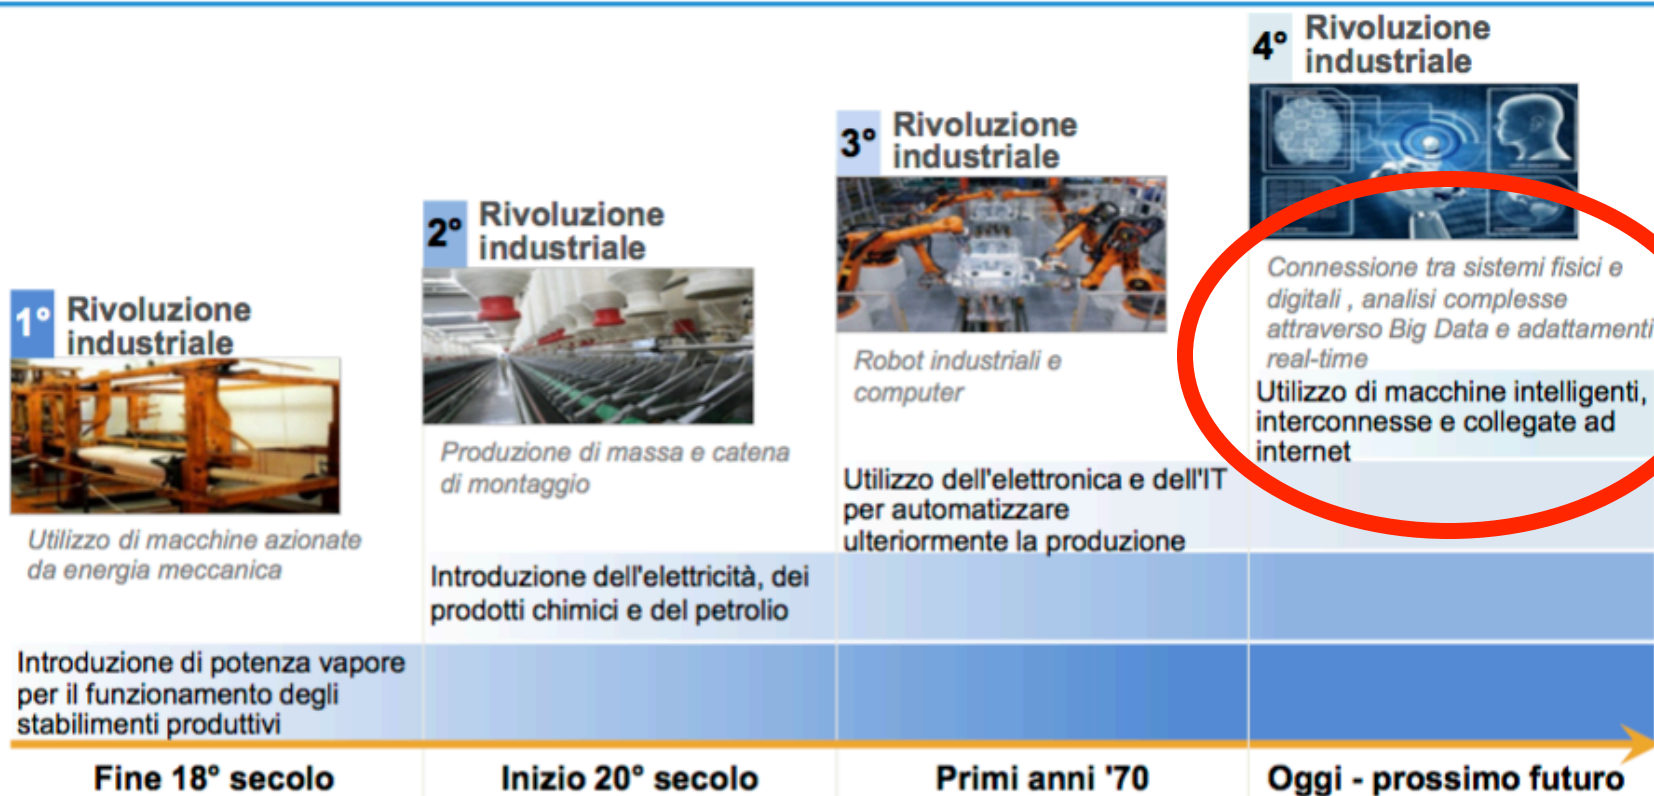 1° Rivoluzione
industriale
Utilizzo di macchine azionate
da energia meccanica
Introduzione di potenza vapore
per il funzionamento degli
stabilimenti produttivi
Fine 18° secolo
2° Rivoluzione
industriale
Produzione di massa e catena
di montaggio
Introduzione dell'elettricità, dei
prodotti chimici e del petrolio
Inizio 20° secolo
3° Rivoluzione
industriale
Robot industriali e
computer
Utilizzo dell'elettronica e dell'IT
per automatizzare
ulteriormente la produzione
Primi anni '70
4° Rivoluzione
industriale
Connessione tra sistemi fisici e
digitali , analisi complesse
attraverso Big Data e adattamenti
real-time
Utilizzo di macchine intelligenti,
interconnesse e collegate ad
internet
Oggi - prossimo futuro